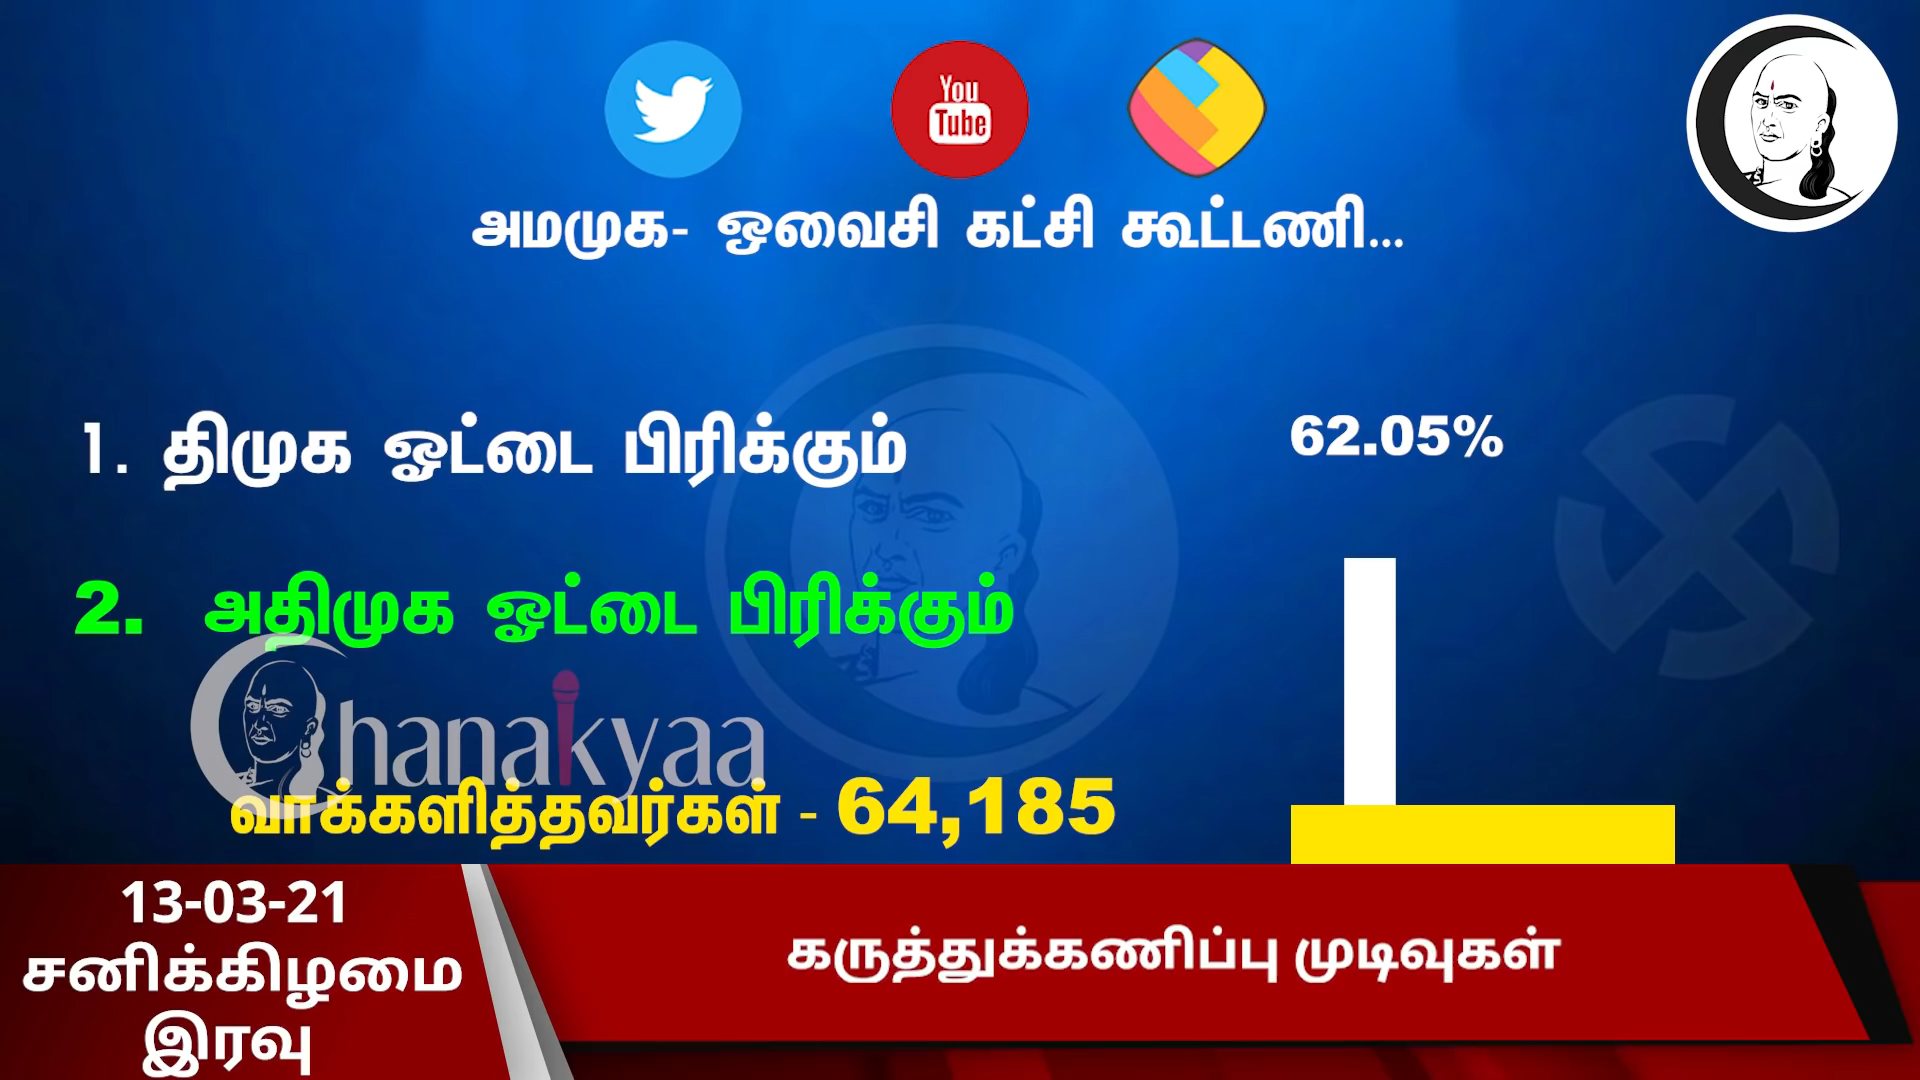 You
Tube
அமமுக- ஓவைசி கட்சி கூட்டணி...
1. திமுக ஓட்டை பிரிக்கும்
62.05%
2. அதிமுக ஓட்டை பிரிக்கும்
Chanakyaa
வாக்களித்தவர்கள் - 64,185
13-03-21
சனிக்கிழமை
இரவு
கருத்துக்கணிப்பு முடிவுகள்